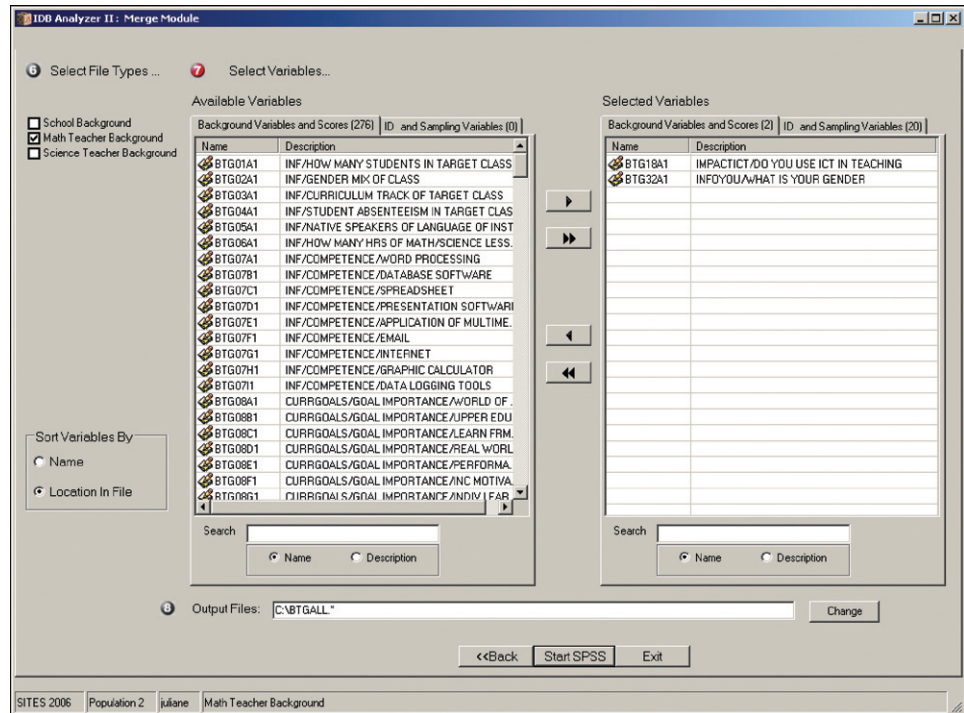 IDB Analyzer II: Merge Module
6 Select File Types ...
7 Select Variables...
School Background
Math Teacher Background
Science Teacher Background
Sort Variables By
Name
Location In File
Available Variables
Background Variables and Scores (276) ID and Sampling Variables (0)
Name Description
BTG01A1 INF/HOW MANY STUDENTS IN TARGET CLASS
BTG02A1 INF/GENDER MIX OF CLASS
BTG03A1 INF/CURRICULUM TRACK OF TARGET CLASS
BTG04A1 INF/STUDENT ABSENTEEISM IN TARGET CLAS
BTG05A1 INF/NATIVE SPEAKERS OF LANGUAGE OF INST
BTG06A1 INF/HOW MANY HRS OF MATH/SCIENCE LESS.
BTG07A1 INF/COMPETENCE/WORD PROCESSING
BTG07B1 INF/COMPETENCE/DATABASE SOFTWARE
BTG07C1 INF/COMPETENCE/SPREADSHEET
BTG07D1 INF/COMPETENCE/PRESENTATION SOFTWARI
BTG07E1 INF/COMPETENCE/APPLICATION OF MULTIME.
BTG07F1 INF/COMPETENCE/EMAIL
BTG07G1 INF/COMPETENCE/INTERNET
BTG07H1 INF/COMPETENCE/GRAPHIC CALCULATOR
BTG07I1 INF/COMPETENCE/DATA LOGGING TOOLS
BTG08A1 CURRGOALS/GOAL IMPORTANCE/WORLD OF .
BTG08B1 CURRGOALS/GOAL IMPORTANCE/UPPER EDU
BTG08C1 CURRGOALS/GOAL IMPORTANCE/LEARN FRM.
BTG08D1 CURRGOALS/GOAL IMPORTANCE/REAL WORL
BTG08E1 CURRGOALS/GOAL IMPORTANCE/PERFORMA.
BTG08F1 CURRGOALS/GOAL IMPORTANCE/INC MOTIVA.
BTG08G1 CURRGOALS/GOAL IMPORTANCE/INDIV LEAR
Search
Name Description
Selected Variables
Background Variables and Scores (2) ID and Sampling Variables (20)
Name Description
BTG18A1 IMPACTICT/DO YOU USE ICT IN TEACHING
BTG32A1 INFOYOU/WHAT IS YOUR GENDER
Search
Name Description
8 Output Files: C:\BTGALL.* Change
<<Back Start SPSS Exit
SITES 2006 Population 2 juliane Math Teacher Background